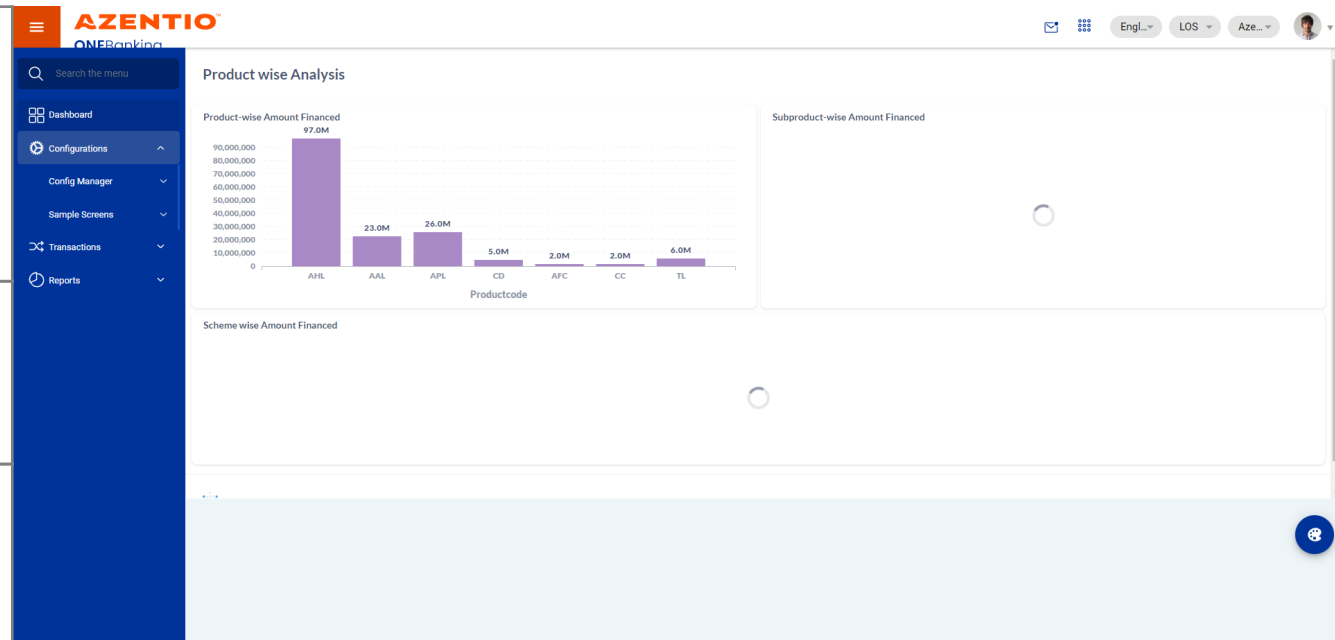 AZENTIO
ONEBanking
Engl...
LOS
Aze...
Search the menu
Dashboard
Configurations
Config Manager
Sample Screens
Transactions
Reports
Product wise Analysis
Product-wise Amount Financed
97.0M
90,000,000
80,000,000
70,000,000
60,000,000
50,000,000
40,000,000
30,000,000
20,000,000
10,000,000
0
23.0M
26.0M
5.0M
2.0M
2.0M
6.0M
AHL AAL APL CD AFC CC TL
Productcode
Subproduct-wise Amount Financed
Scheme wise Amount Financed